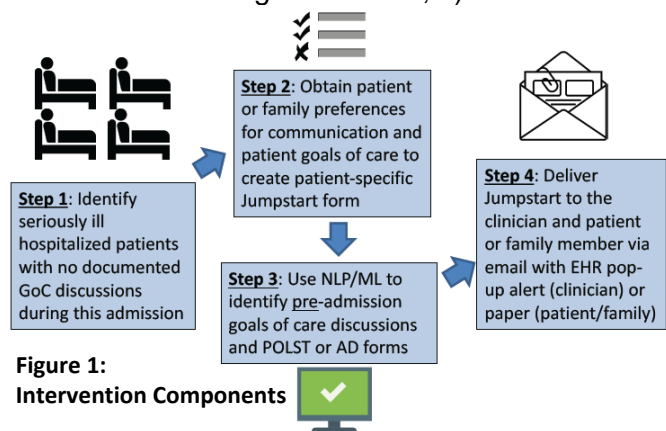 Step 1: Identify
seriously ill
hospitalized patients
with no documented
GoC discussions
during this admission
Step 2: Obtain patient
or family preferences
for communication and
patient goals of care to
create patient-specific
Jumpstart form
Step 3: Use NLP/ML to
identify pre-admission
goals of care discussions
and POLST or AD forms
Step 4: Deliver
Jumpstart to the
clinician and patient
or family member via
email with EHR pop-
up alert (clinician) or
paper (patient/family)
Figure 1:
Intervention Components